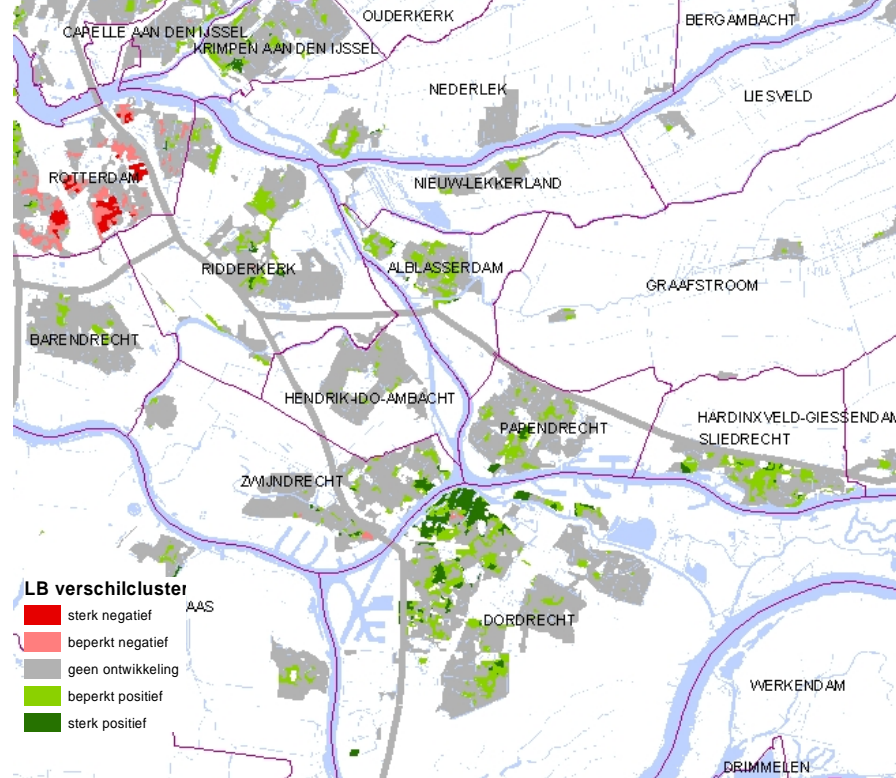 OUDERKERK
BERGAMBACHT
CAPELLE AAN DEN IJSSEL
KRIMPEN AAN DEN IJSSEL
NEDERLEK
LIESVELD
ROTTERDAM
NIEUW-LEKKERLAND
RIDDERKERK
ALBLASSERDAM
GRAAFSTROOM
BARENDRECHT
HENDRIK-IDO-AMBACHT
PAPENDRECHT
HARDINXVELD-GIESSENDAM
SLIEDRECHT
ZWIJNDRECHT
LB verschilcluster
AAS
sterk negatief
DORDRECHT
beperkt negatief
geen ontwikkeling
WERKENDAM
beperkt positief
sterk positief
DRIMMELEN